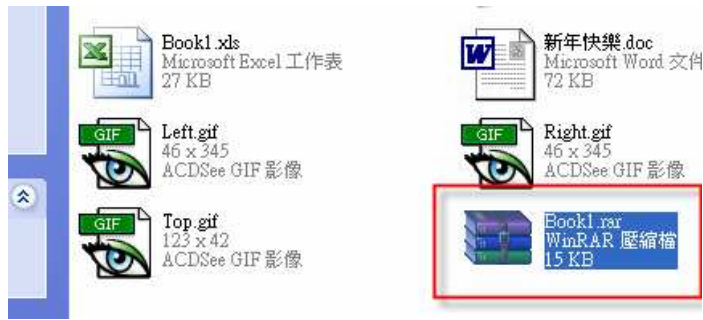 Book1.xls
Microsoft Excel 工作表
27 KB
新年快樂.doc
Microsoft Word 文件
72 KB
GIF
Left.gif
46 x 345
ACDSee GIF 影像
GIF
Right.gif
46 x 345
ACDSee GIF 影像
GIF
Top.gif
123 x 42
ACDSee GIF 影像
Book1.rar
WinRAR 壓縮檔
15 KB